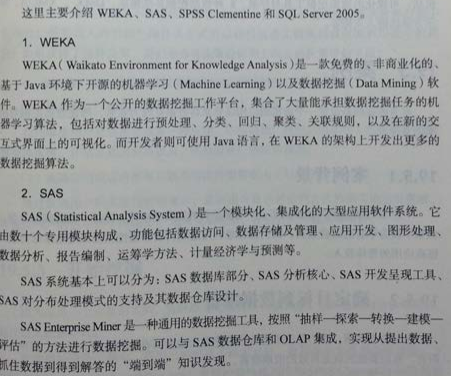 这里主要介绍 WEKA、SAS、SPSS Clementine 和 SQL Server 2005。
1. WEKA
WEKA（Waikato Environment for Knowledge Analysis）是一款免费的、非商业化的、
基于 Java 环境下开源的机器学习（Machine Learning）以及数据挖掘（Data Mining）软
件。WEKA 作为一个公开的数据挖掘工作平台，集合了大量能承担数据挖掘任务的机
器学习算法，包括对数据进行预处理、分类、回归、聚类、关联规则，以及在新的交
互式界面上的可视化。而开发者则可使用 Java 语言，在 WEKA 的架构上开发出更多的
数据挖掘算法。
2. SAS
SAS（Statistical Analysis System）是一个模块化、集成化的大型应用软件系统。它
由数十个专用模块构成，功能包括数据访问、数据存储及管理、应用开发、图形处理、
数据分析、报告编制、运筹学方法、计量经济学与预测等。
SAS 系统基本上可以分为：SAS 数据库部分、SAS 分析核心、SAS 开发呈现工具、
SAS 对分布处理模式的支持及其数据仓库设计。
SAS Enterprise Miner 是一种通用的数据挖掘工具，按照“抽样—探索—转换—建模—
评估”的方法进行数据挖掘。可以与 SAS 数据仓库和 OLAP 集成，实现从提出数据、
抓住数据到得到解答的“端到端”知识发现。